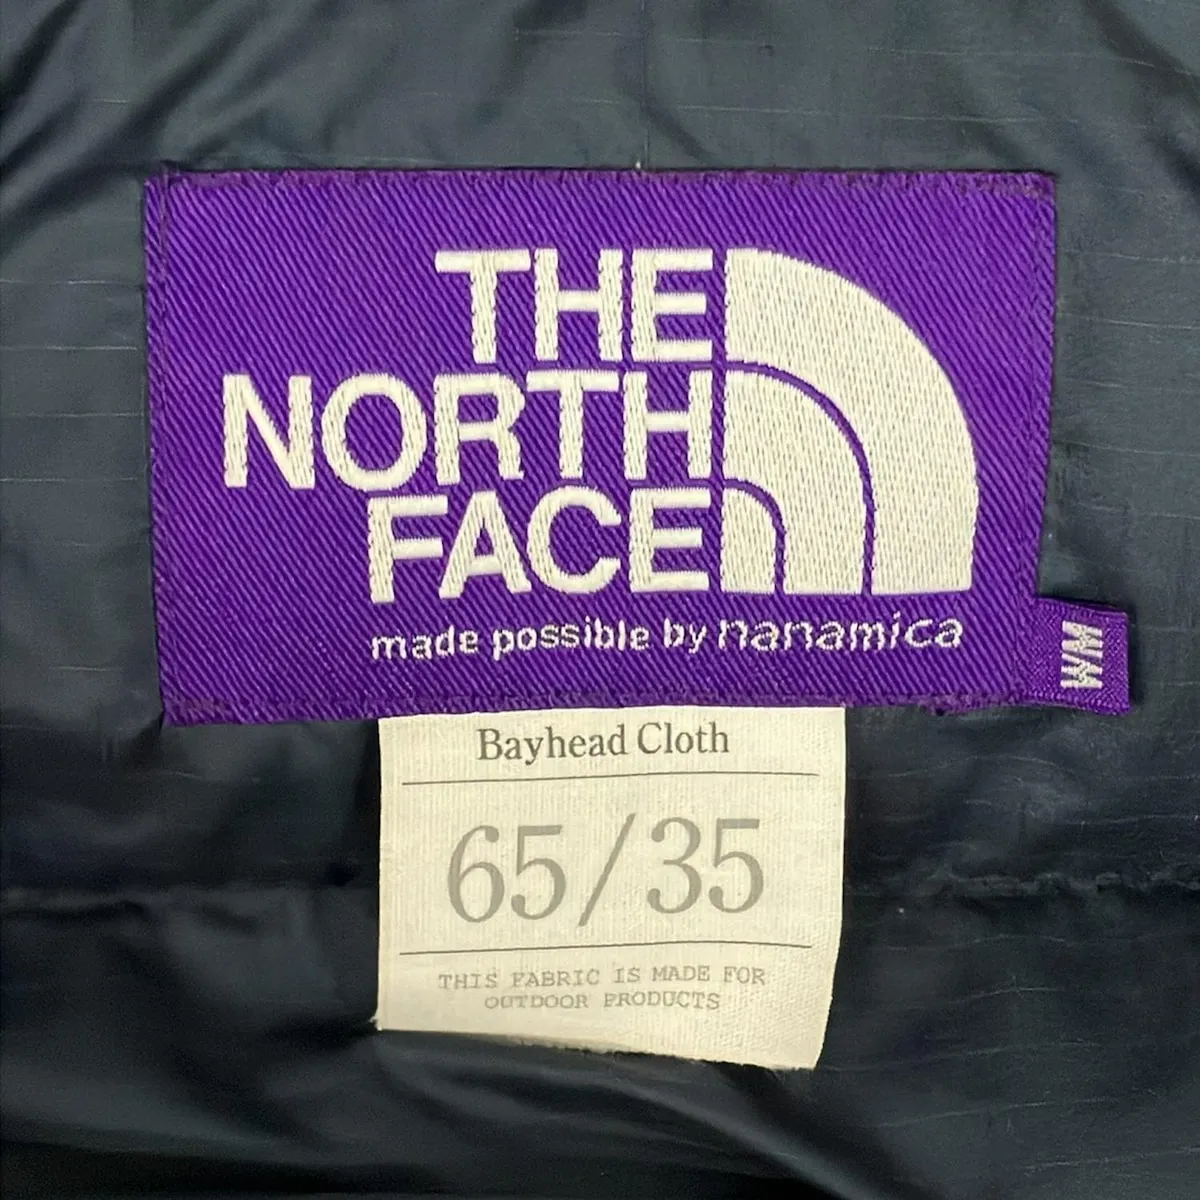 THE
NORTH
FACE
made possible by nanamica
WM
Bayhead Cloth
65/35
THIS FABRIC IS MADE FOR
OUTDOOR PRODUCTS